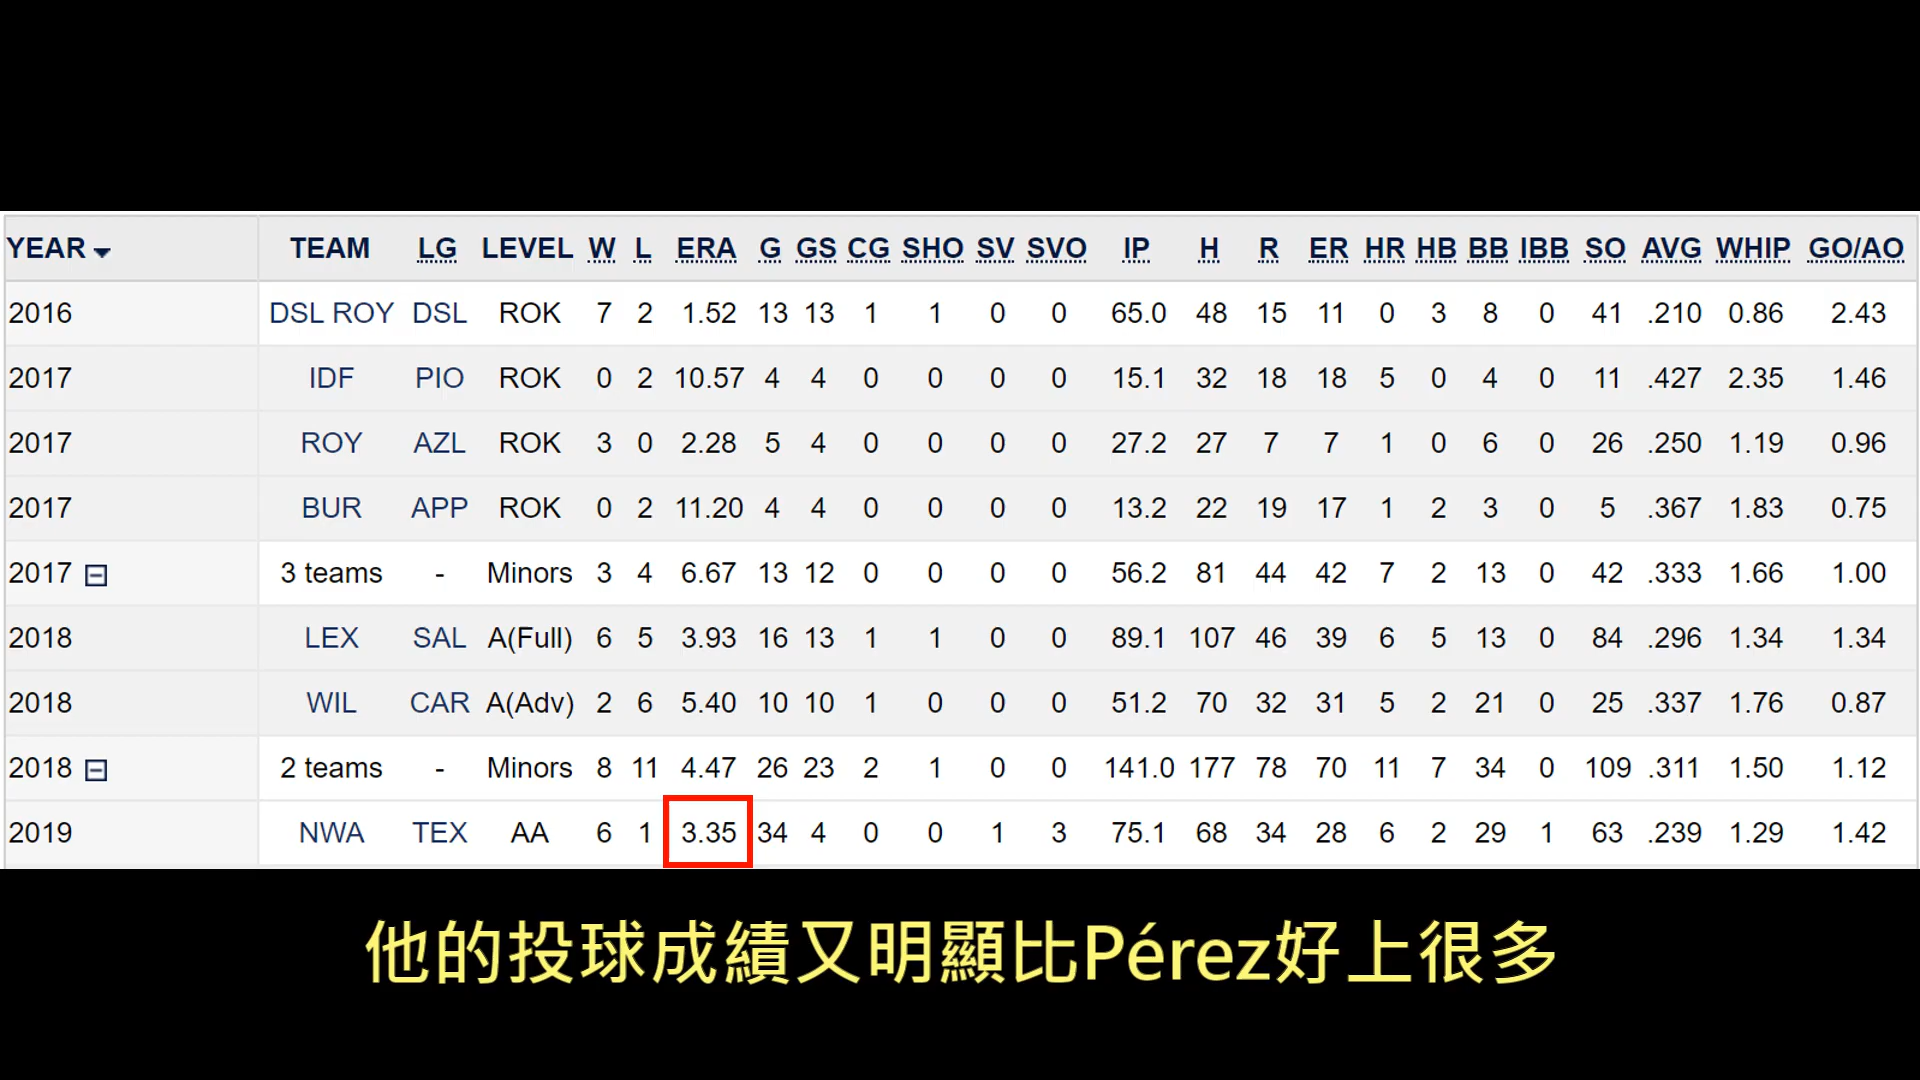 YEAR TEAM LG LEVEL W L ERA G GS CG SHO SV SVO IP H R ER HR HB BB IBB SO AVG WHIP GO/AO
2016 DSL ROY DSL ROK 7 2 1.52 13 13 1 1 0 0 65.0 48 15 11 0 3 8 0 41 .210 0.86 2.43
2017 IDF PIO ROK 0 2 10.57 4 4 0 0 0 0 15.1 32 18 18 5 0 4 0 11 .427 2.35 1.46
2017 ROY AZL ROK 3 0 2.28 5 4 0 0 0 0 27.2 27 7 7 1 0 6 0 26 .250 1.19 0.96
2017 BUR APP ROK 0 2 11.20 4 4 0 0 0 0 13.2 22 19 17 1 2 3 0 5 .367 1.83 0.75
2017 3 teams - Minors 3 4 6.67 13 12 0 0 0 0 56.2 81 44 42 7 2 13 0 42 .333 1.66 1.00
2018 LEX SAL A(Full) 6 5 3.93 16 13 1 1 0 0 89.1 107 46 39 6 5 13 0 84 .296 1.34 1.34
2018 WIL CAR A(Adv) 2 6 5.40 10 10 1 0 0 0 51.2 70 32 31 5 2 21 0 25 .337 1.76 0.87
2018 2 teams - Minors 8 11 4.47 26 23 2 1 0 0 141.0 177 78 70 11 7 34 0 109 .311 1.50 1.12
2019 NWA TEX AA 6 1 3.35 34 4 0 0 1 3 75.1 68 34 28 6 2 29 1 63 .239 1.29 1.42
他的投球成績又明顯比Pérez好上很多